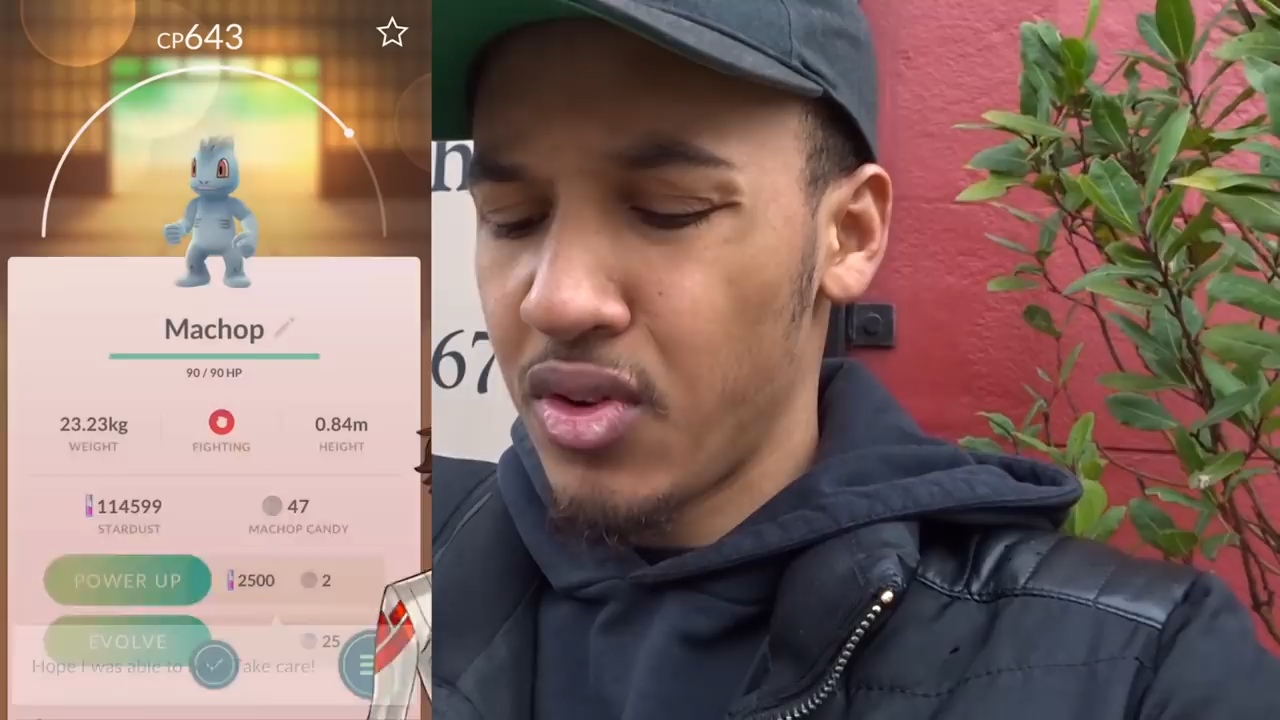 CP643
Machop
90 / 90 HP
23.23kg
WEIGHT
FIGHTING
0.84m
HEIGHT
114599
STARDUST
47
MACHOP CANDY
POWER UP
2500
2
EVOLVE
25
Hope I was able to
Take care!
n
67